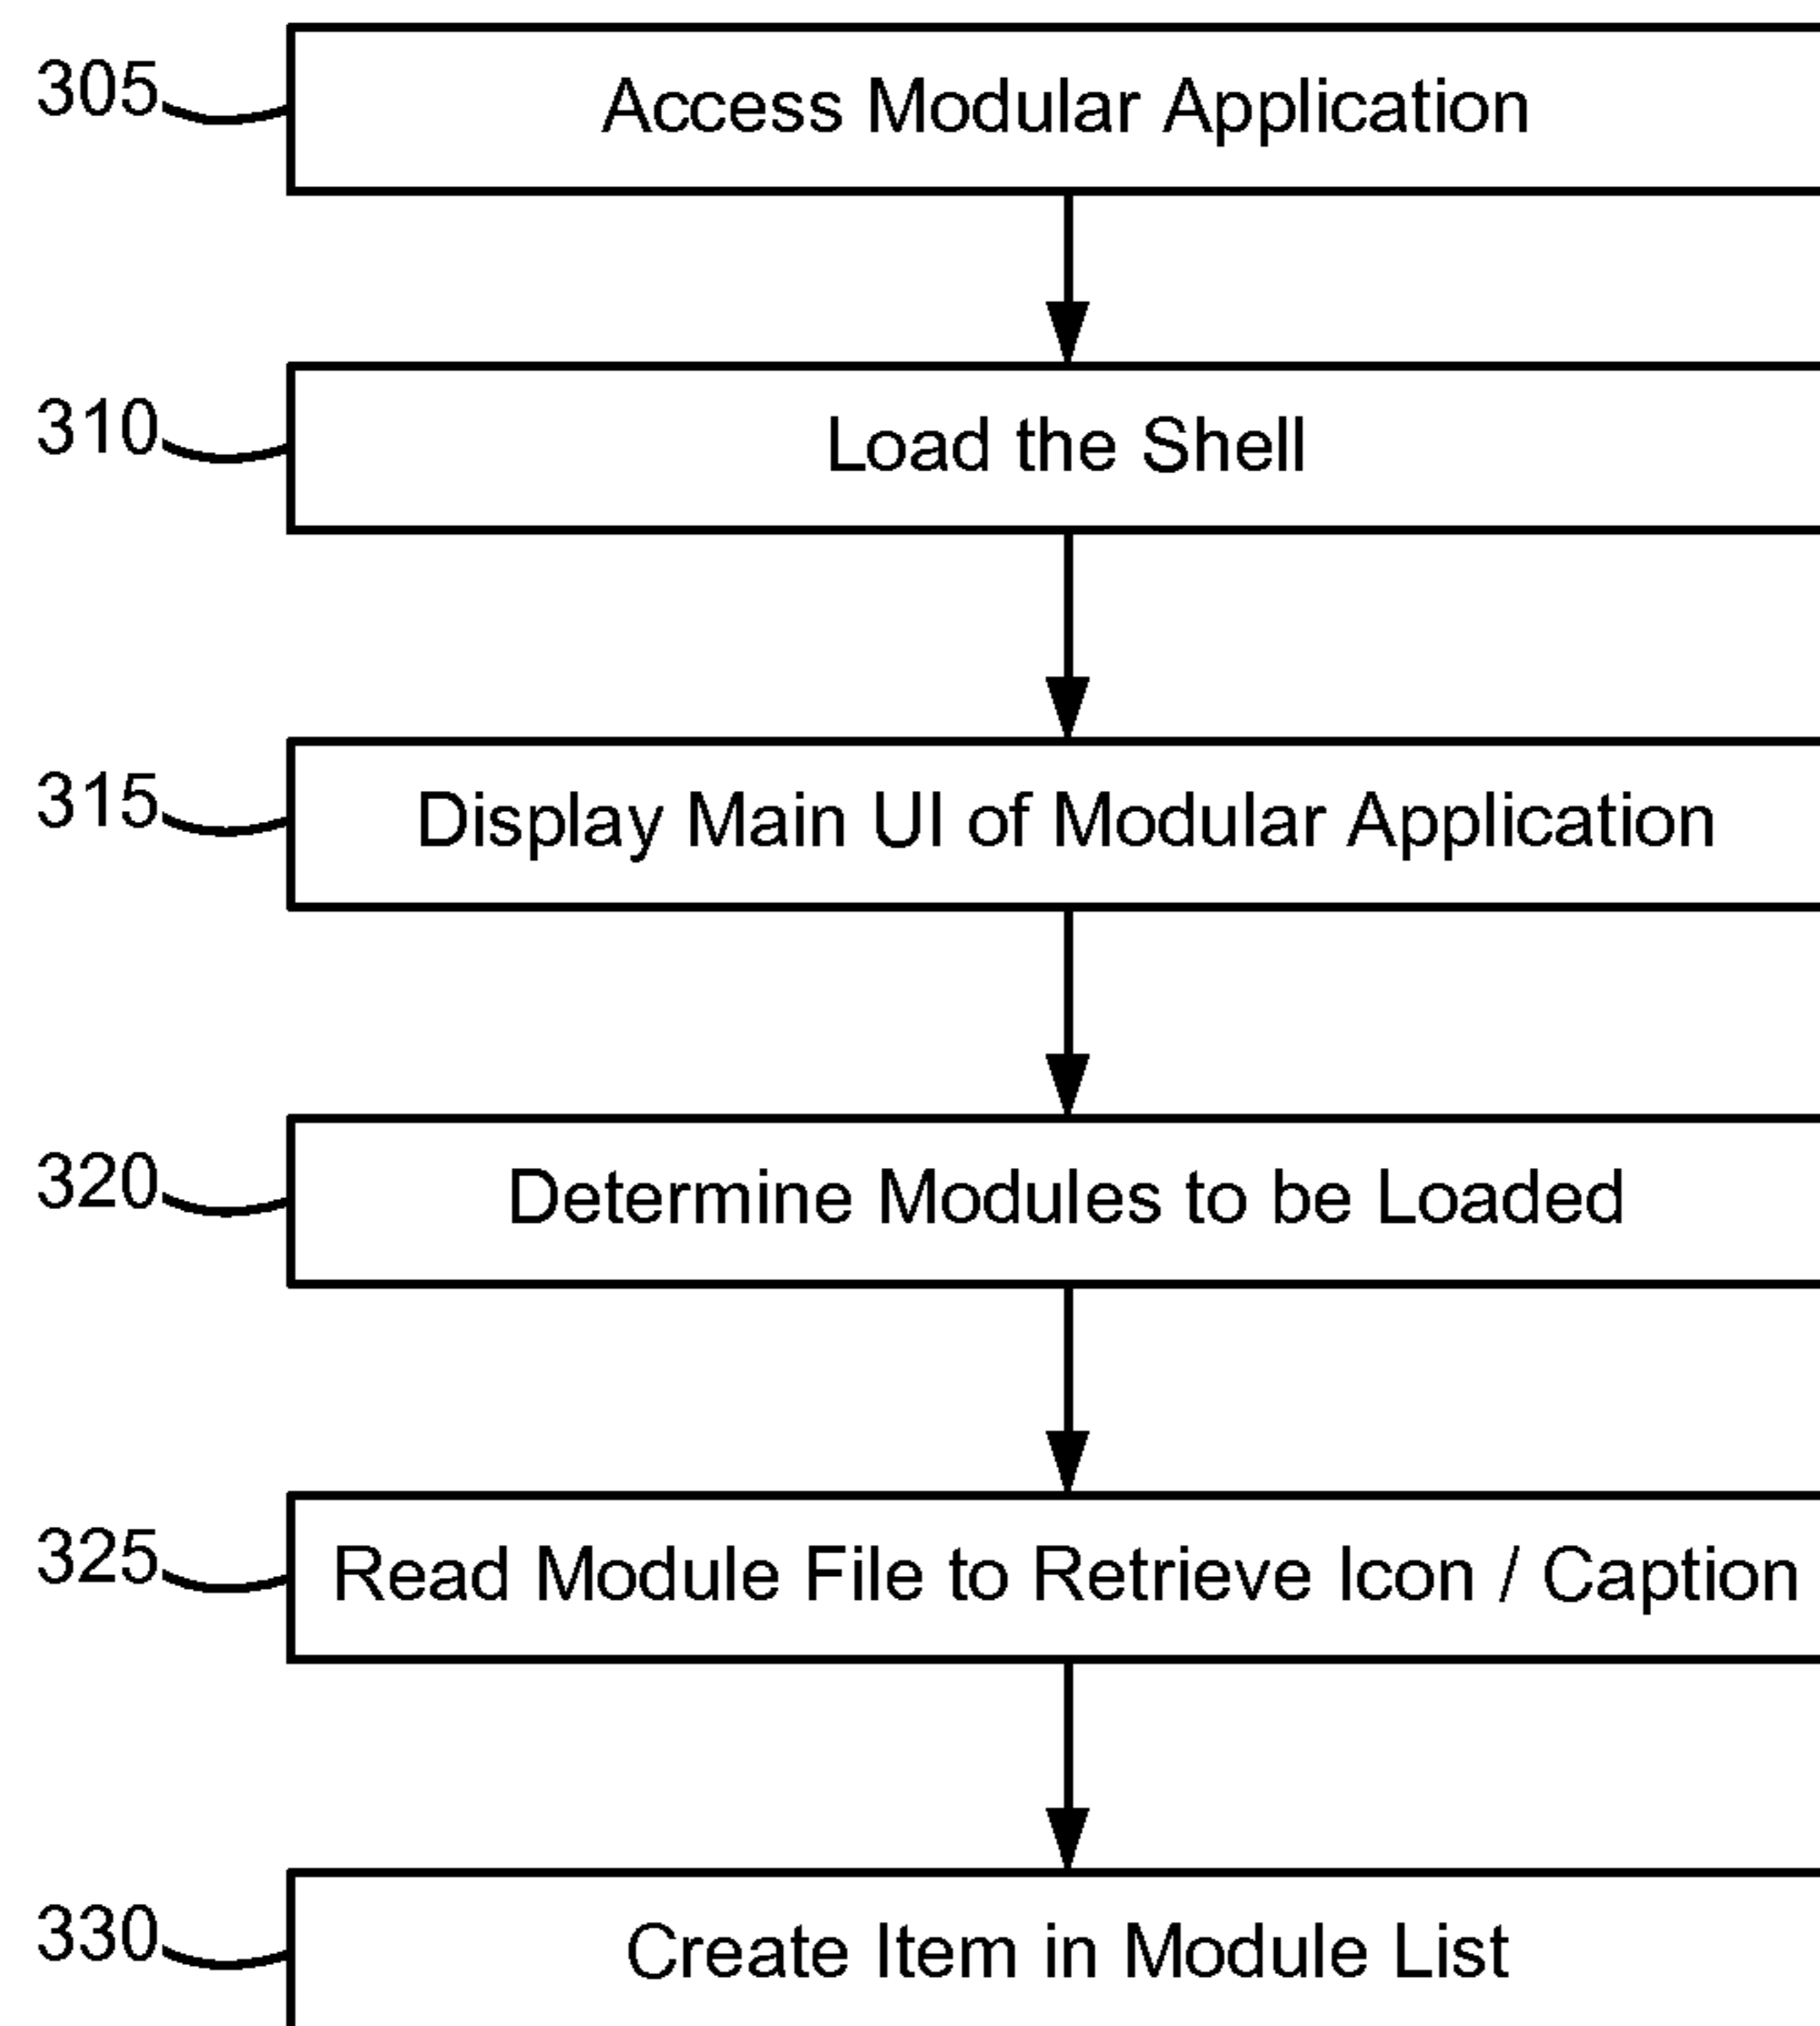 305
Access Modular Application
310
Load the Shell
315
Display Main UI of Modular Application
320
Determine Modules to be Loaded
325
Read Module File to Retrieve Icon / Caption
330
Create Item in Module List